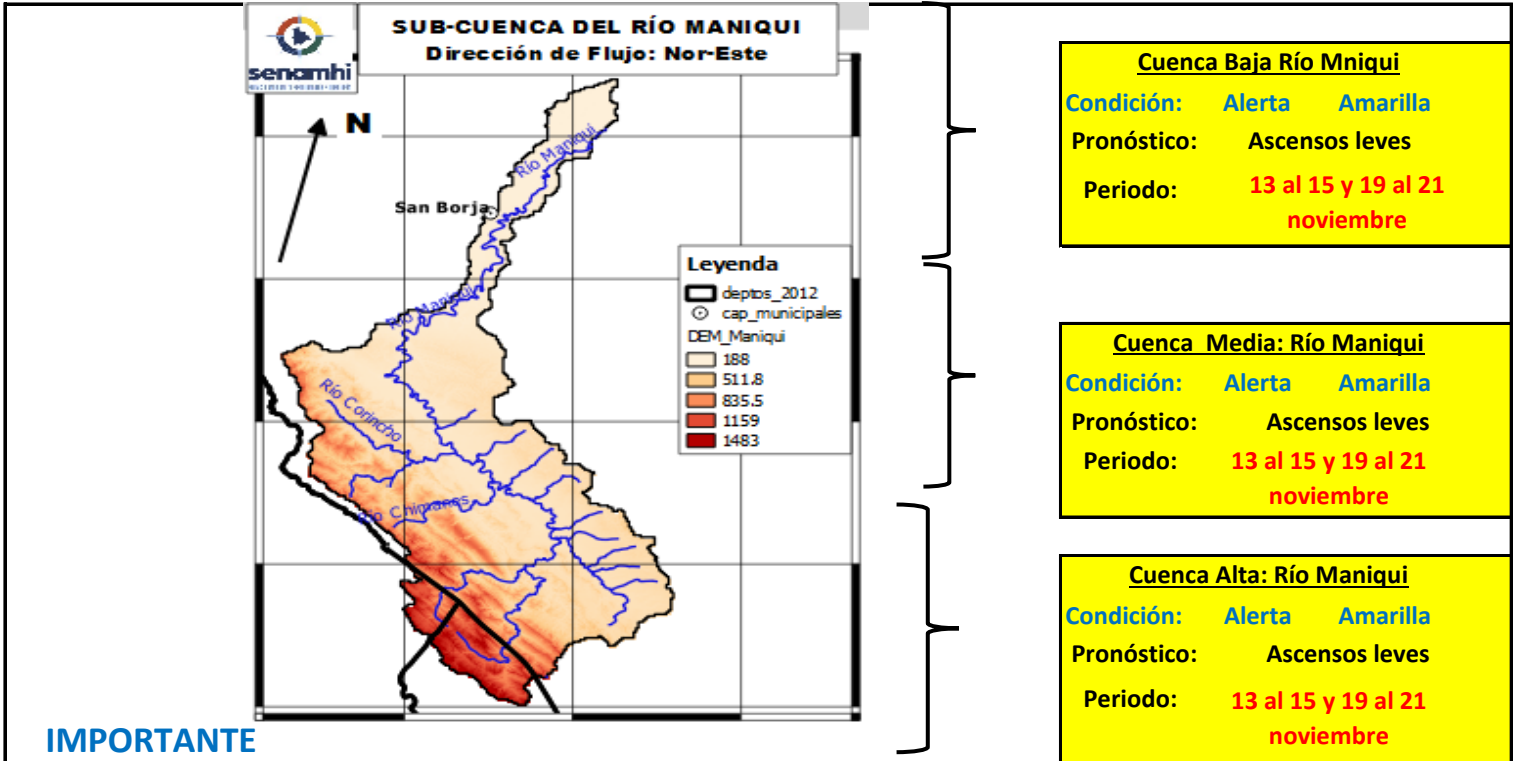 SUB-CUENCA DEL RÍO MANIQUI
Dirección de Flujo: Nor-Este
senamhi
N
Río Maniqui
San Borja
Río Maniqui
Río Corincho
Río Chimanes
Leyenda
deptos_2012
cap_municipales
DEM_Maniqui
188
511.8
835.5
1159
1483
Cuenca Baja Río Mniqui
Condición: Alerta Amarilla
Pronóstico: Ascensos leves
Periodo: 13 al 15 y 19 al 21
noviembre
Cuenca Media: Río Maniqui
Condición: Alerta Amarilla
Pronóstico: Ascensos leves
Periodo: 13 al 15 y 19 al 21
noviembre
Cuenca Alta: Río Maniqui
Condición: Alerta Amarilla
Pronóstico: Ascensos leves
Periodo: 13 al 15 y 19 al 21
noviembre
IMPORTANTE